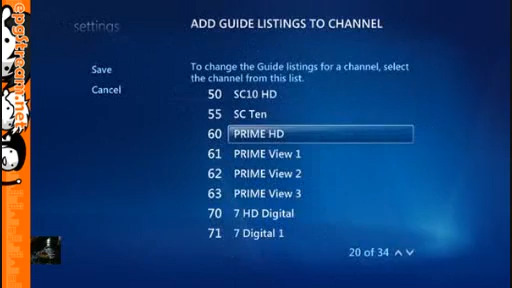 @pgstream.net
settings
ADD GUIDE LISTINGS TO CHANNEL
Save
Cancel
To change the Guide listings for a channel, select
the channel from this list.
50 SC10 HD
55 SC Ten
60 PRIME HD
61 PRIME View 1
62 PRIME View 2
63 PRIME View 3
70 7 HD Digital
71 7 Digital 1
20 of 34